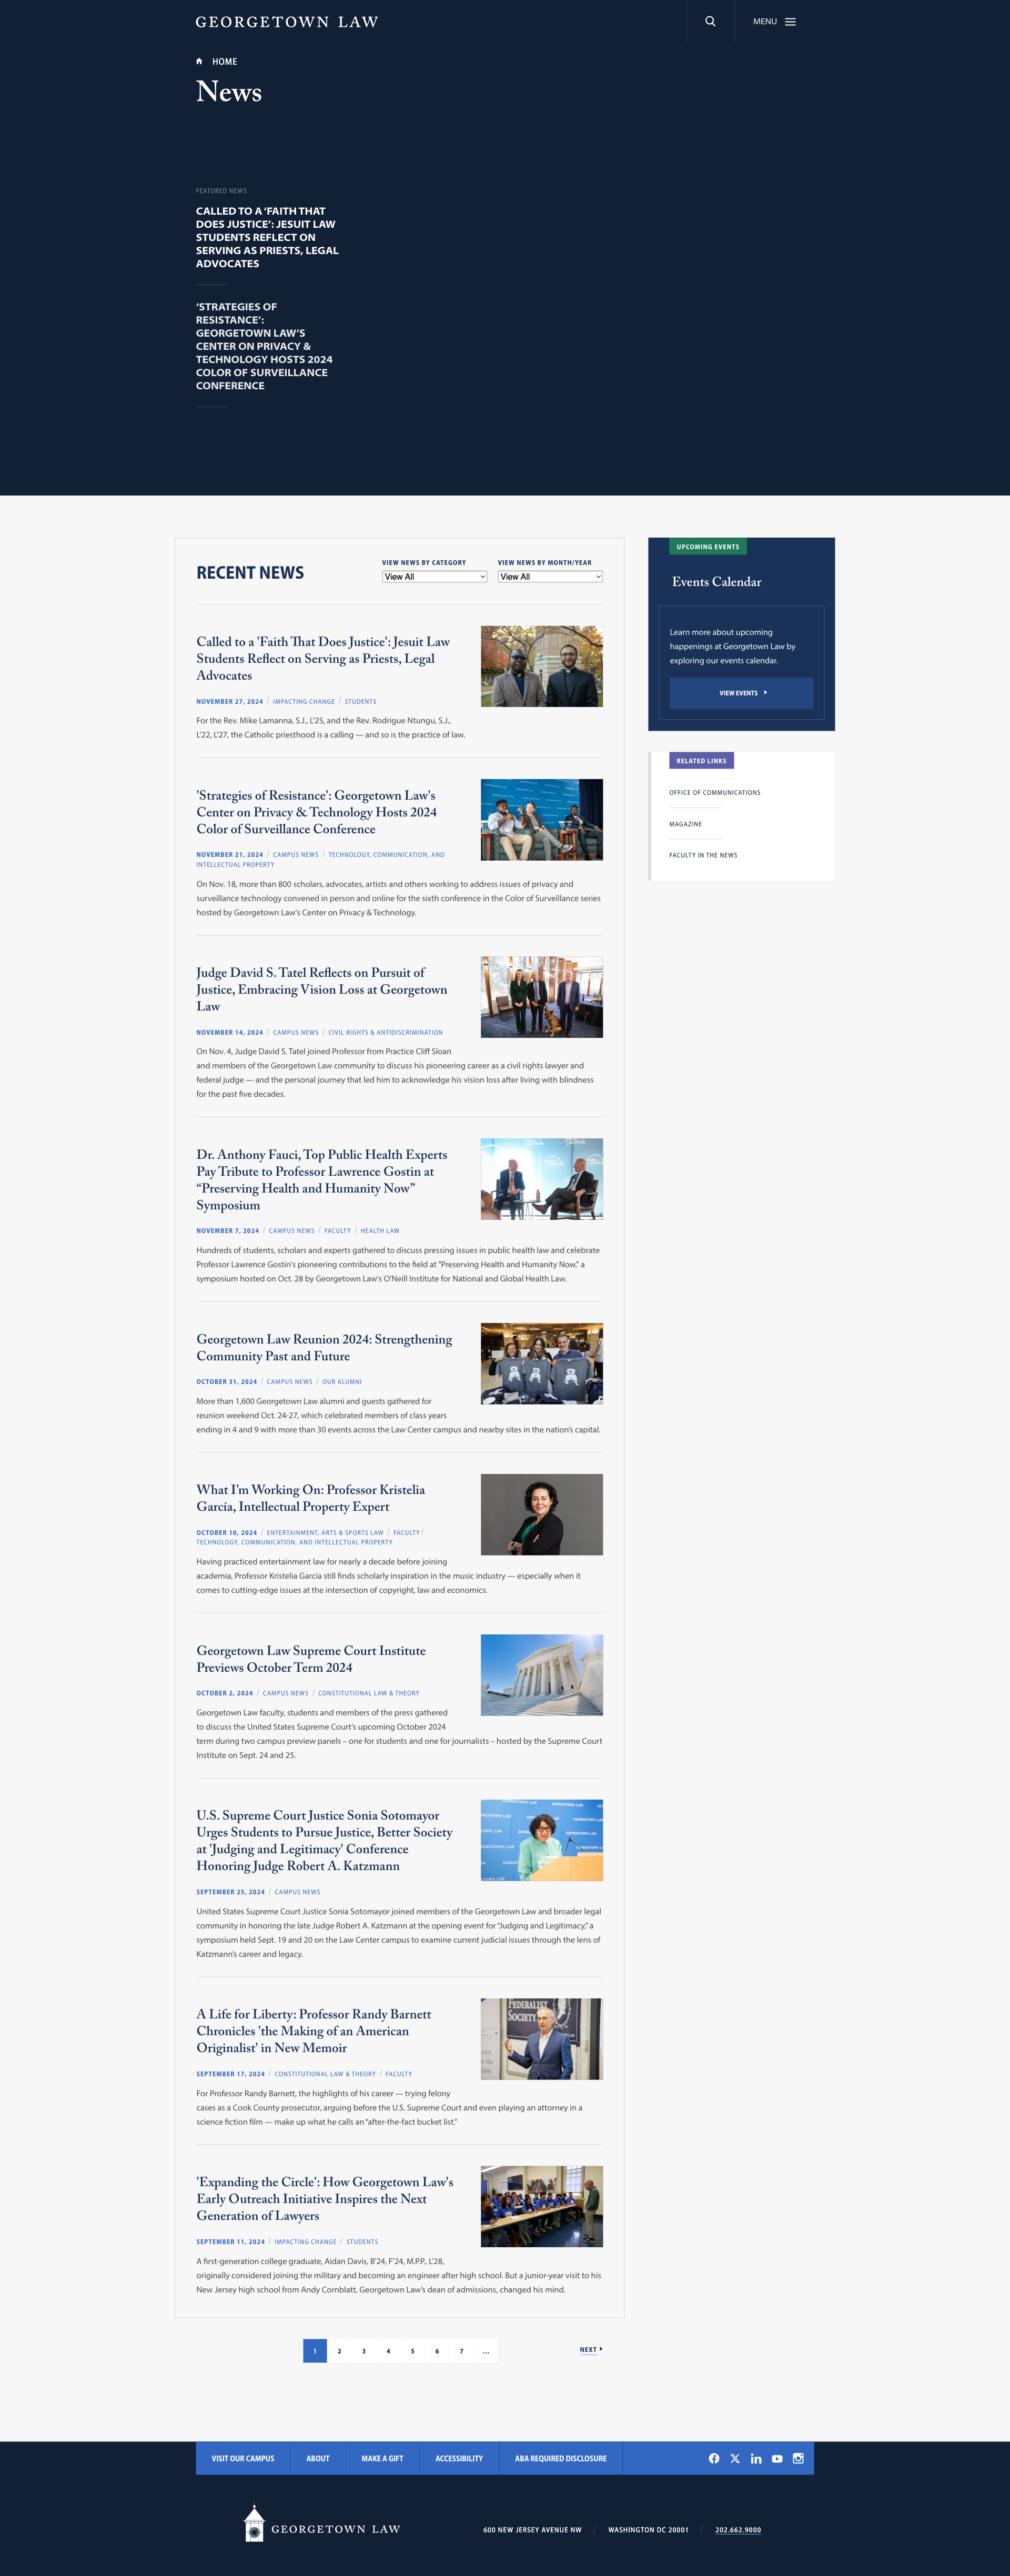 GEORGETOWN LAW
MENU
HOME
News
FEATURED NEWS
CALLED TO A ‘FAITH THAT
DOES JUSTICE’: JESUIT LAW
STUDENTS REFLECT ON
SERVING AS PRIESTS, LEGAL
ADVOCATES
‘STRATEGIES OF
RESISTANCE’:
GEORGETOWN LAW’S
CENTER ON PRIVACY &
TECHNOLOGY HOSTS 2024
COLOR OF SURVEILLANCE
CONFERENCE
RECENT NEWS
VIEW NEWS BY CATEGORY
View All
VIEW NEWS BY MONTH/YEAR
View All
Called to a 'Faith That Does Justice': Jesuit Law
Students Reflect on Serving as Priests, Legal
Advocates
NOVEMBER 27, 2024 / IMPACTING CHANGE / STUDENTS
For the Rev. Mike Lamanna, S.J., L’25, and the Rev. Rodrigue Ntungu, S.J.,
L’22, L’27, the Catholic priesthood is a calling — and so is the practice of law.
'Strategies of Resistance': Georgetown Law's
Center on Privacy & Technology Hosts 2024
Color of Surveillance Conference
NOVEMBER 21, 2024 / CAMPUS NEWS / TECHNOLOGY, COMMUNICATION, AND
INTELLECTUAL PROPERTY
On Nov. 18, more than 800 scholars, advocates, artists and others working to address issues of privacy and
surveillance technology convened in person and online for the sixth conference in the Color of Surveillance series
hosted by Georgetown Law's Center on Privacy & Technology.
Judge David S. Tatel Reflects on Pursuit of
Justice, Embracing Vision Loss at Georgetown
Law
NOVEMBER 14, 2024 / CAMPUS NEWS / CIVIL RIGHTS & ANTIDISCRIMINATION
On Nov. 4, Judge David S. Tatel joined Professor from Practice Cliff Sloan
and members of the Georgetown Law community to discuss his pioneering career as a civil rights lawyer and
federal judge — and the personal journey that led him to acknowledge his vision loss after living with blindness
for the past five decades.
Dr. Anthony Fauci, Top Public Health Experts
Pay Tribute to Professor Lawrence Gostin at
“Preserving Health and Humanity Now”
Symposium
NOVEMBER 7, 2024 / CAMPUS NEWS / FACULTY / HEALTH LAW
Hundreds of students, scholars and experts gathered to discuss pressing issues in public health law and celebrate
Professor Lawrence Gostin's pioneering contributions to the field at "Preserving Health and Humanity Now," a
symposium hosted on Oct. 28 by Georgetown Law's O'Neill Institute for National and Global Health Law.
Georgetown Law Reunion 2024: Strengthening
Community Past and Future
OCTOBER 31, 2024 / CAMPUS NEWS / OUR ALUMNI
More than 1,600 Georgetown Law alumni and guests gathered for
reunion weekend Oct. 24-27, which celebrated members of class years
ending in 4 and 9 with more than 30 events across the Law Center campus and nearby sites in the nation’s capital.
What I’m Working On: Professor Kristelia
García, Intellectual Property Expert
OCTOBER 10, 2024 / ENTERTAINMENT, ARTS & SPORTS LAW / FACULTY /
TECHNOLOGY, COMMUNICATION, AND INTELLECTUAL PROPERTY
Having practiced entertainment law for nearly a decade before joining
academia, Professor Kristelia García still finds scholarly inspiration in the music industry — especially when it
comes to cutting-edge issues at the intersection of copyright, law and economics.
Georgetown Law Supreme Court Institute
Previews October Term 2024
OCTOBER 2, 2024 / CAMPUS NEWS / CONSTITUTIONAL LAW & THEORY
Georgetown Law faculty, students and members of the press gathered
to discuss the United States Supreme Court’s upcoming October 2024
term during two campus preview panels – one for students and one for journalists – hosted by the Supreme Court
Institute on Sept. 24 and 25.
U.S. Supreme Court Justice Sonia Sotomayor
Urges Students to Pursue Justice, Better Society
at 'Judging and Legitimacy' Conference
Honoring Judge Robert A. Katzmann
SEPTEMBER 25, 2024 / CAMPUS NEWS
United States Supreme Court Justice Sonia Sotomayor joined members of the Georgetown Law and broader legal
community in honoring the late Judge Robert A. Katzmann at the opening event for “Judging and Legitimacy,” a
symposium held Sept. 19 and 20 on the Law Center campus to examine current judicial issues through the lens of
Katzmann’s career and legacy.
A Life for Liberty: Professor Randy Barnett
Chronicles 'the Making of an American
Originalist' in New Memoir
FEDERALIST
SOCIETY
SEPTEMBER 17, 2024 / CONSTITUTIONAL LAW & THEORY / FACULTY
For Professor Randy Barnett, the highlights of his career — trying felony
cases as a Cook County prosecutor, arguing before the U.S. Supreme Court and even playing an attorney in a
science fiction film — make up what he calls an “after-the-fact bucket list.”
'Expanding the Circle': How Georgetown Law's
Early Outreach Initiative Inspires the Next
Generation of Lawyers
SEPTEMBER 11, 2024 / IMPACTING CHANGE / STUDENTS
A first-generation college graduate, Aidan Davis, B’24, F’24, M.P.P., L’28,
originally considered joining the military and becoming an engineer after high school. But a junior-year visit to his
New Jersey high school from Andy Cornblatt, Georgetown Law’s dean of admissions, changed his mind.
1 2 3 4 5 6 7 ...
NEXT
UPCOMING EVENTS
Events Calendar
Learn more about upcoming
happenings at Georgetown Law by
exploring our events calendar.
VIEW EVENTS
RELATED LINKS
OFFICE OF COMMUNICATIONS
MAGAZINE
FACULTY IN THE NEWS
VISIT OUR CAMPUS
ABOUT
MAKE A GIFT
ACCESSIBILITY
ABA REQUIRED DISCLOSURE
GEORGETOWN LAW
600 NEW JERSEY AVENUE NW / WASHINGTON DC 20001 / 202.662.9000